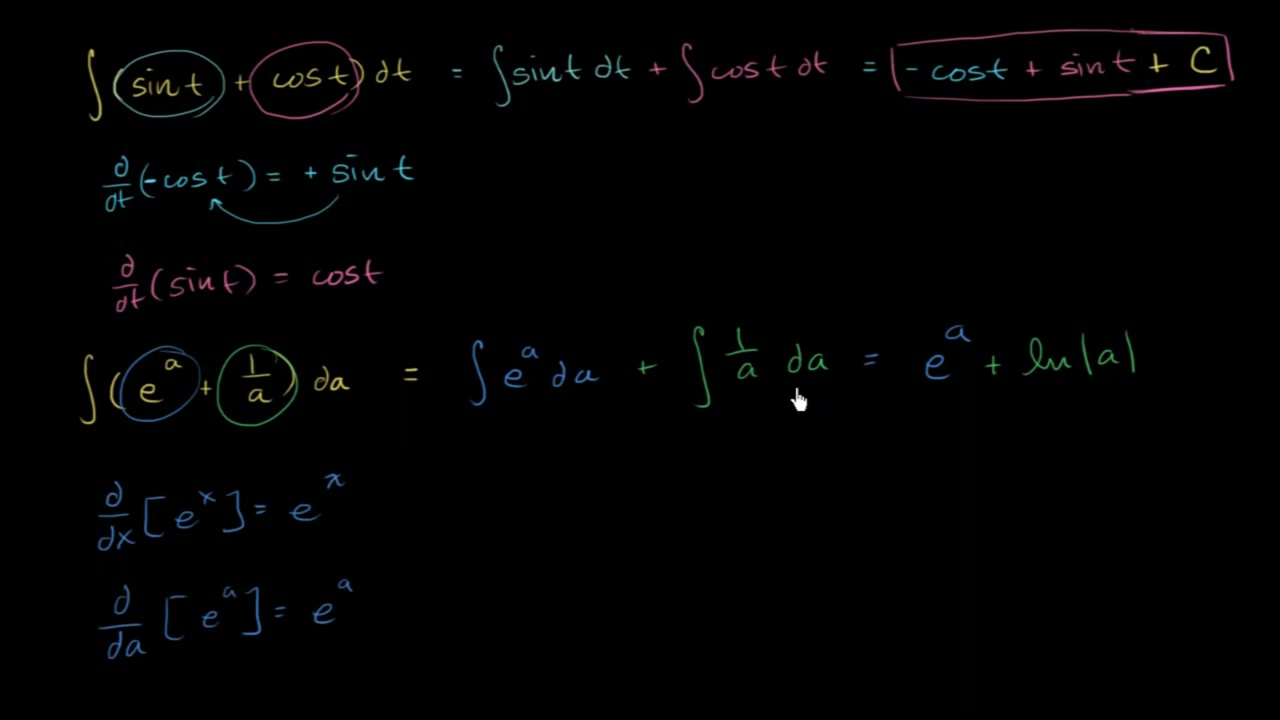 ∫(sin t + cos t) dt = ∫sin t dt + ∫cos t dt = -cos t + sin t + C
d/dt(-cos t) = + sin t
d/dt(sin t) = cos t
∫(e^a + 1/a) da = ∫e^a da + ∫1/a da = e^a + ln|a|
d/dx[e^x] = e^x
d/da[e^a] = e^a